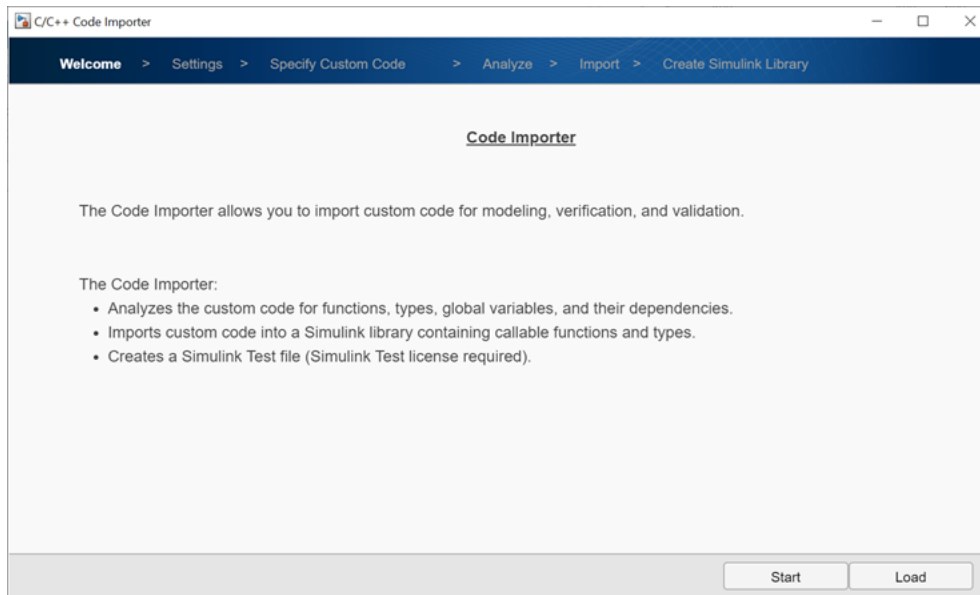 C/C++ Code Importer
Welcome > Settings > Specify Custom Code > Analyze > Import > Create Simulink Library
Code Importer
The Code Importer allows you to import custom code for modeling, verification, and validation.
The Code Importer:
• Analyzes the custom code for functions, types, global variables, and their dependencies.
• Imports custom code into a Simulink library containing callable functions and types.
• Creates a Simulink Test file (Simulink Test license required).
Start Load